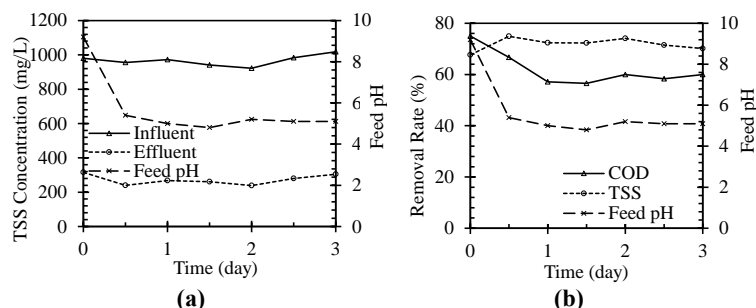 TSS Concentration (mg/L)
1200
1000
800
600
400
200
0
10
8
6
4
2
0
Feed pH
Influent
Effluent
Feed pH
0 1 2 3
Time (day)
(a)
Removal Rate (%)
80
60
40
20
0
10
8
6
4
2
0
Feed pH
COD
TSS
Feed pH
0 1 2 3
Time (day)
(b)